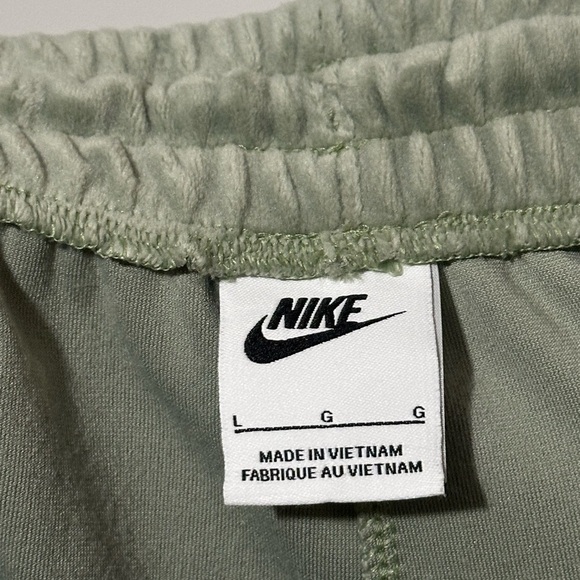 NIKE
L G G
MADE IN VIETNAM
FABRIQUE AU VIETNAM